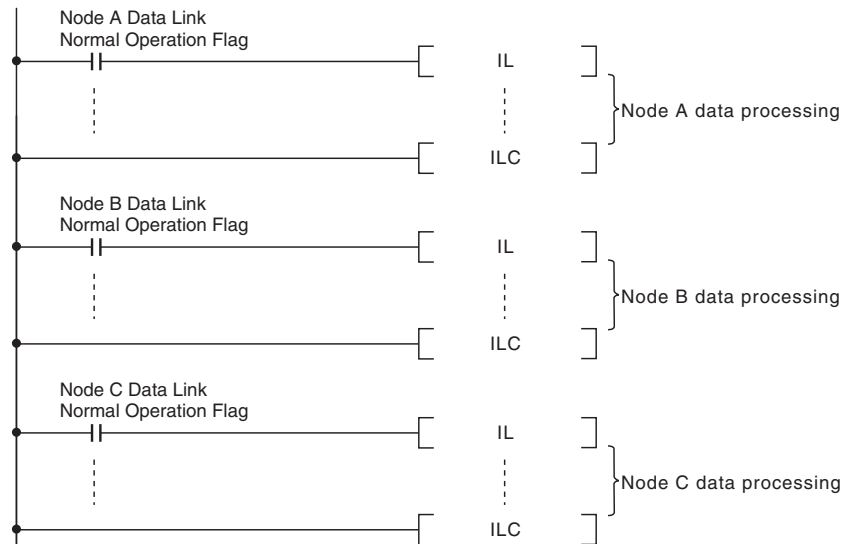 Node A Data Link
Normal Operation Flag
IL
Node A data processing
ILC
Node B Data Link
Normal Operation Flag
IL
Node B data processing
ILC
Node C Data Link
Normal Operation Flag
IL
Node C data processing
ILC